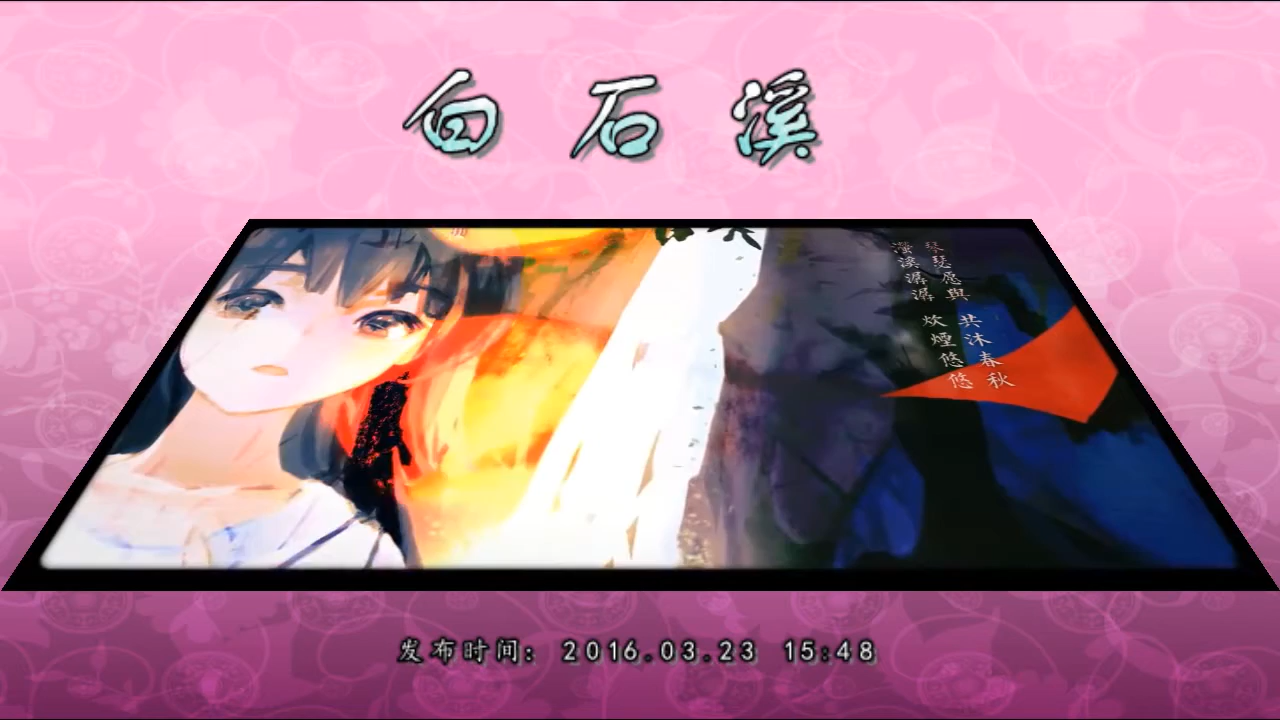 白石溪
琴瑟愿與
共沐春秋
灣溪潺潺
炊煙悠悠
发布时间: 2016.03.23 15:48